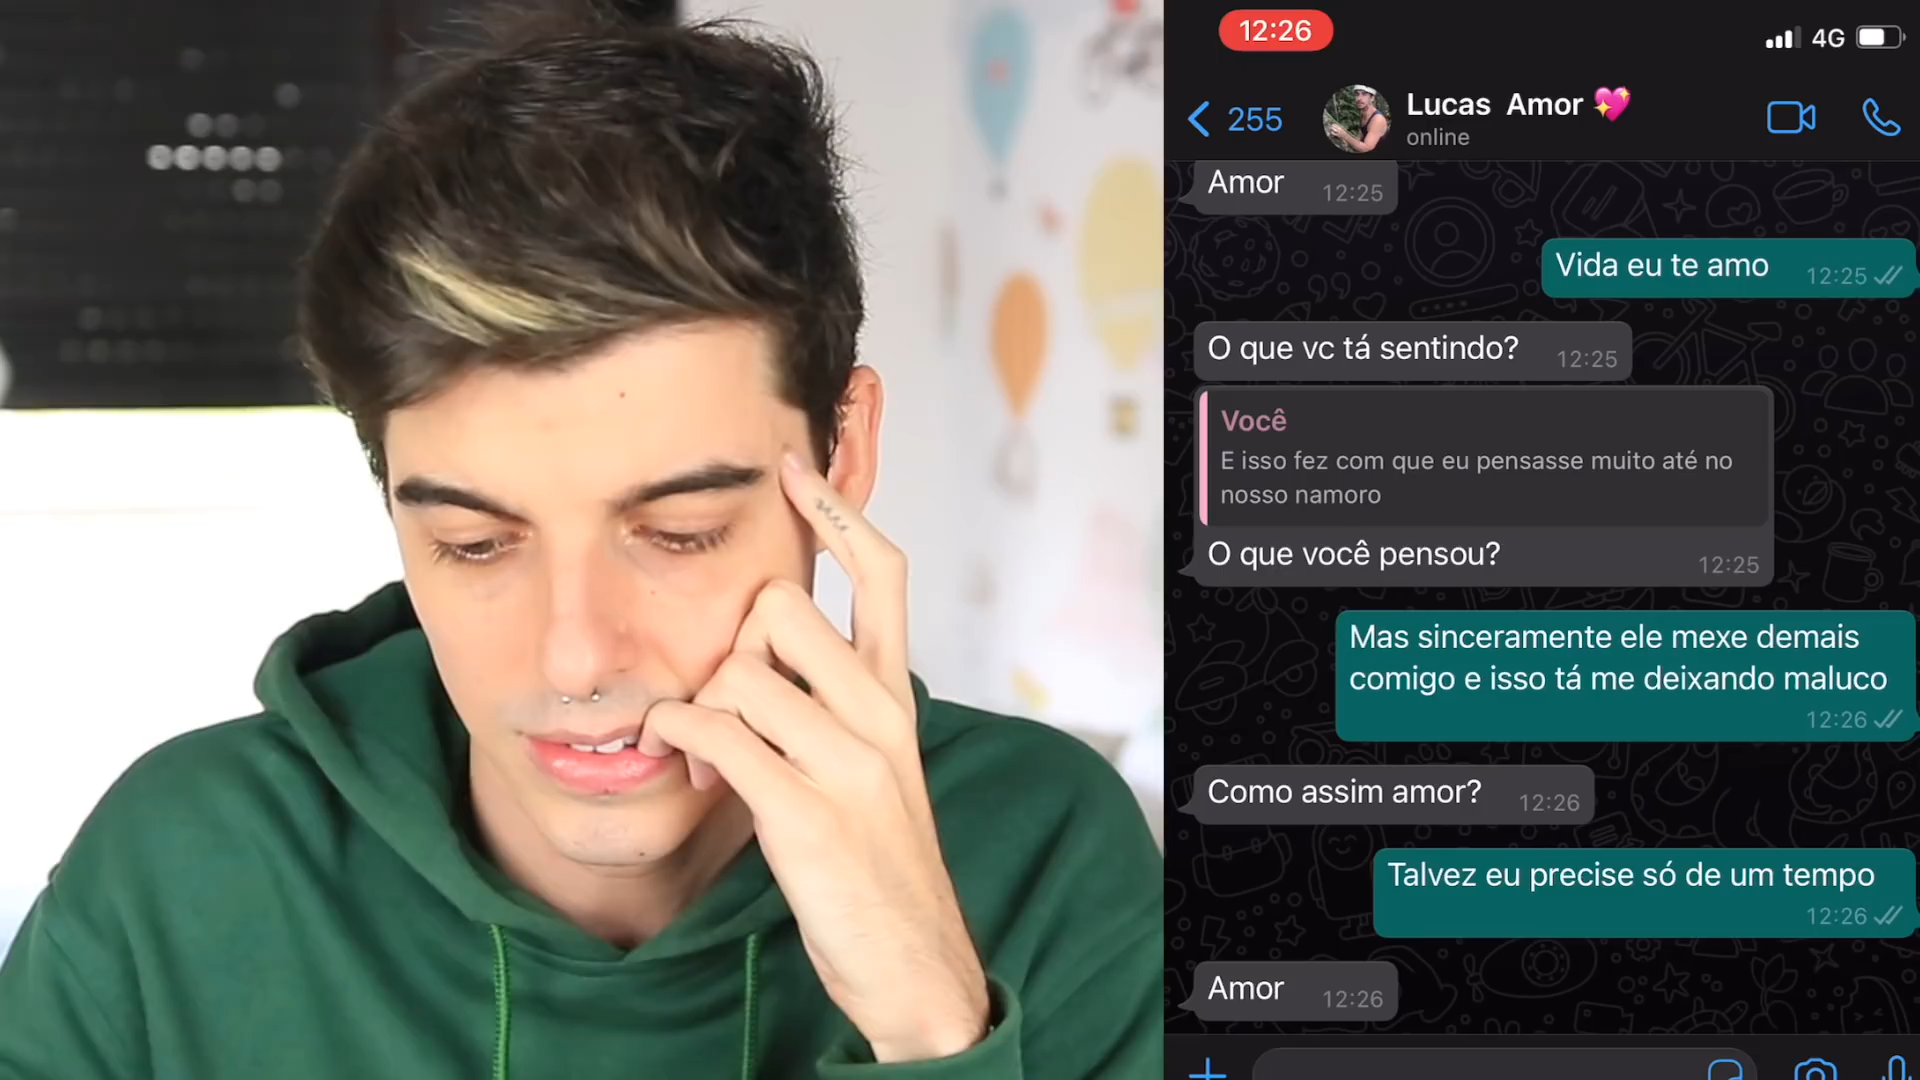 12:26
4G
255
Lucas Amor 💖
online
Amor
12:25
Vida eu te amo
12:25
O que vc tá sentindo?
12:25
Você
E isso fez com que eu pensasse muito até no
nosso namoro
O que você pensou?
12:25
Mas sinceramente ele mexe demais
comigo e isso tá me deixando maluco
12:26
Como assim amor?
12:26
Talvez eu precise só de um tempo
12:26
Amor
12:26